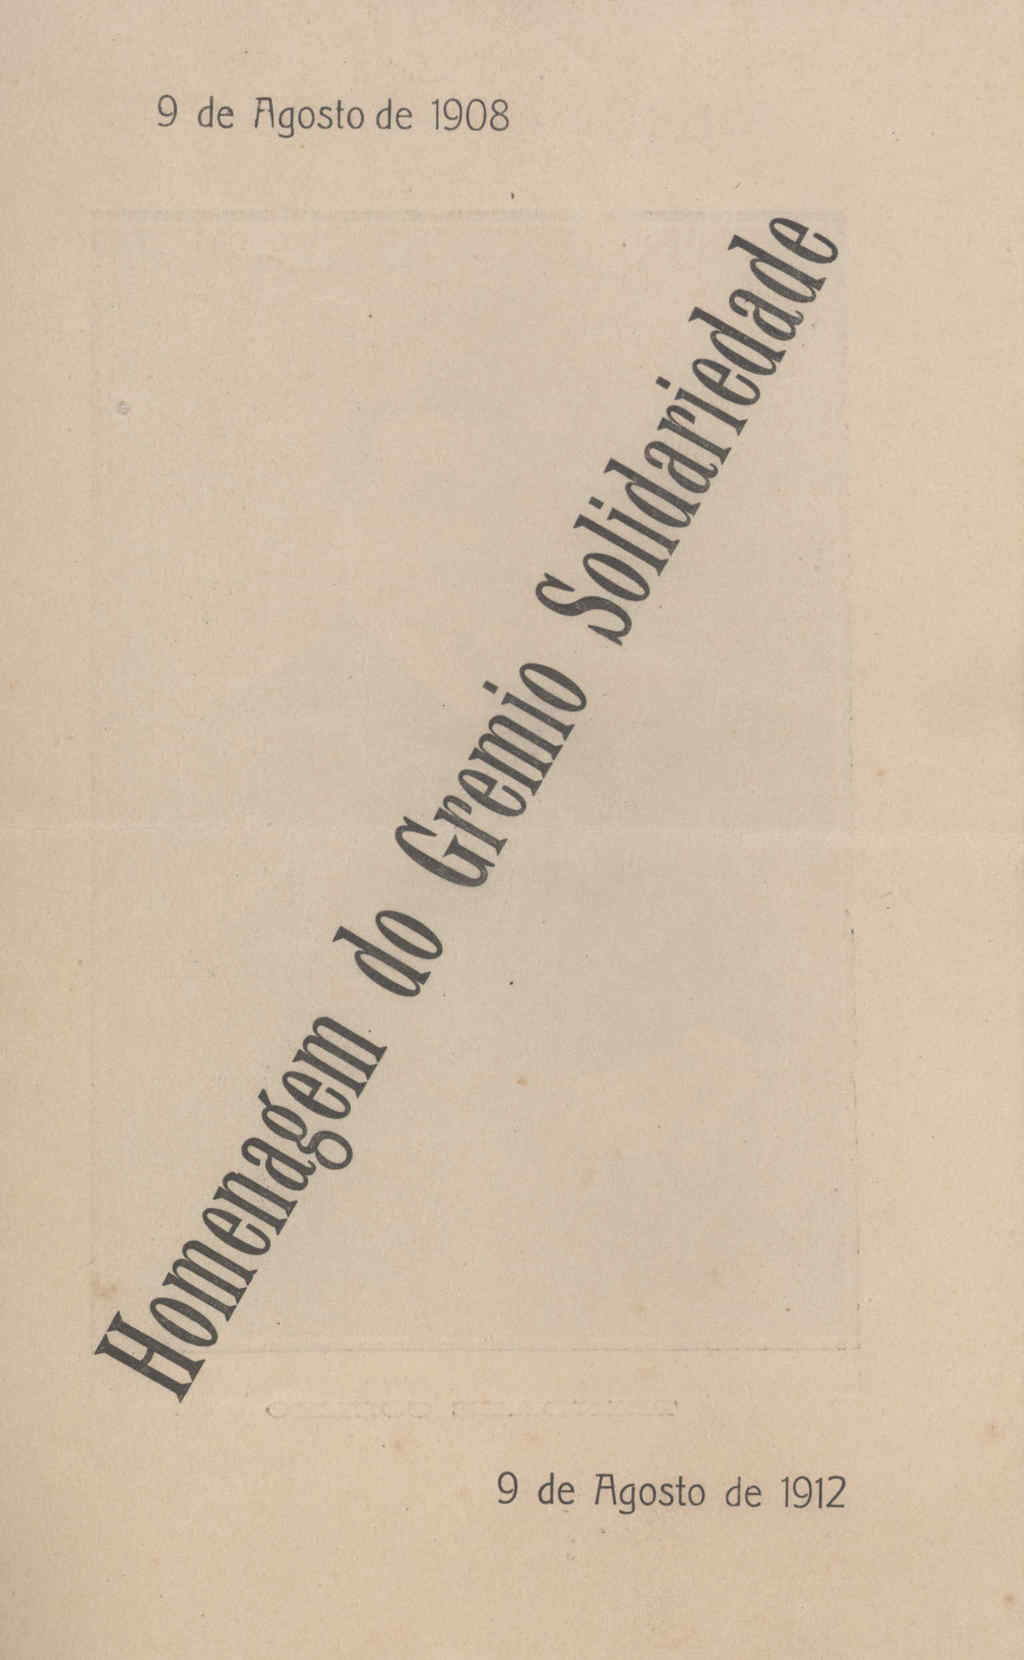 9 de Agosto de 1908
Homenagem do Gremio Solidariedade
9 de Agosto de 1912